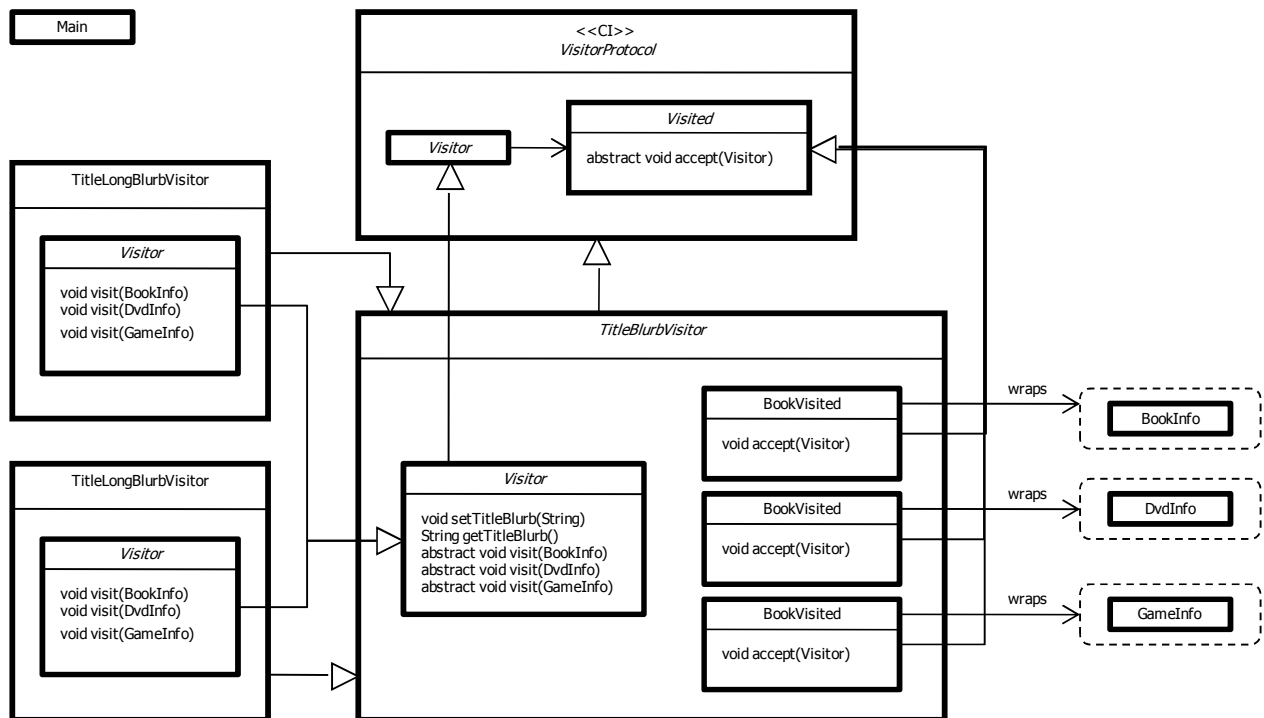 Main
<<CI>>
VisitorProtocol
Visitor
Visited
abstract void accept(Visitor)
TitleLongBlurbVisitor
Visitor
void visit(BookInfo)
void visit(DvdInfo)
void visit(GameInfo)
TitleLongBlurbVisitor
Visitor
void visit(BookInfo)
void visit(DvdInfo)
void visit(GameInfo)
TitleBlurbVisitor
Visitor
void setTitleBlurb(String)
String getTitleBlurb()
abstract void visit(BookInfo)
abstract void visit(DvdInfo)
abstract void visit(GameInfo)
BookVisited
void accept(Visitor)
BookVisited
void accept(Visitor)
BookVisited
void accept(Visitor)
wraps
BookInfo
wraps
DvdInfo
wraps
GameInfo